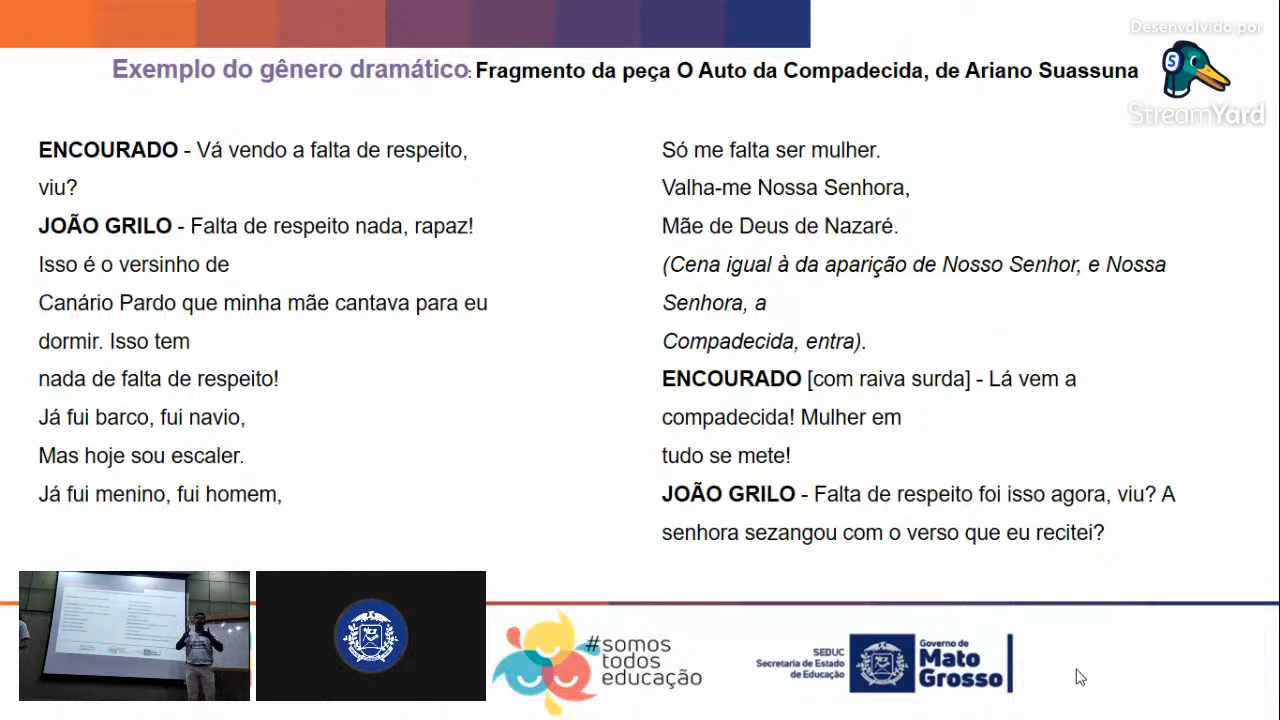 Desenvolvido por
StreamYard
Exemplo do gênero dramático: Fragmento da peça O Auto da Compadecida, de Ariano Suassuna
ENCOURADO - Vá vendo a falta de respeito,
viu?
JOÃO GRILO - Falta de respeito nada, rapaz!
Isso é o versinho de
Canário Pardo que minha mãe cantava para eu
dormir. Isso tem
nada de falta de respeito!
Já fui barco, fui navio,
Mas hoje sou escaler.
Já fui menino, fui homem,
Só me falta ser mulher.
Valha-me Nossa Senhora,
Mãe de Deus de Nazaré.
(Cena igual à da aparição de Nosso Senhor, e Nossa
Senhora, a
Compadecida, entra).
ENCOURADO [com raiva surda] - Lá vem a
compadecida! Mulher em
tudo se mete!
JOÃO GRILO - Falta de respeito foi isso agora, viu? A
senhora sezangou com o verso que eu recitei?
#somos
todos
educação
SEDUC
Secretaria de Estado
de Educação
Governo de
Mato
Grosso